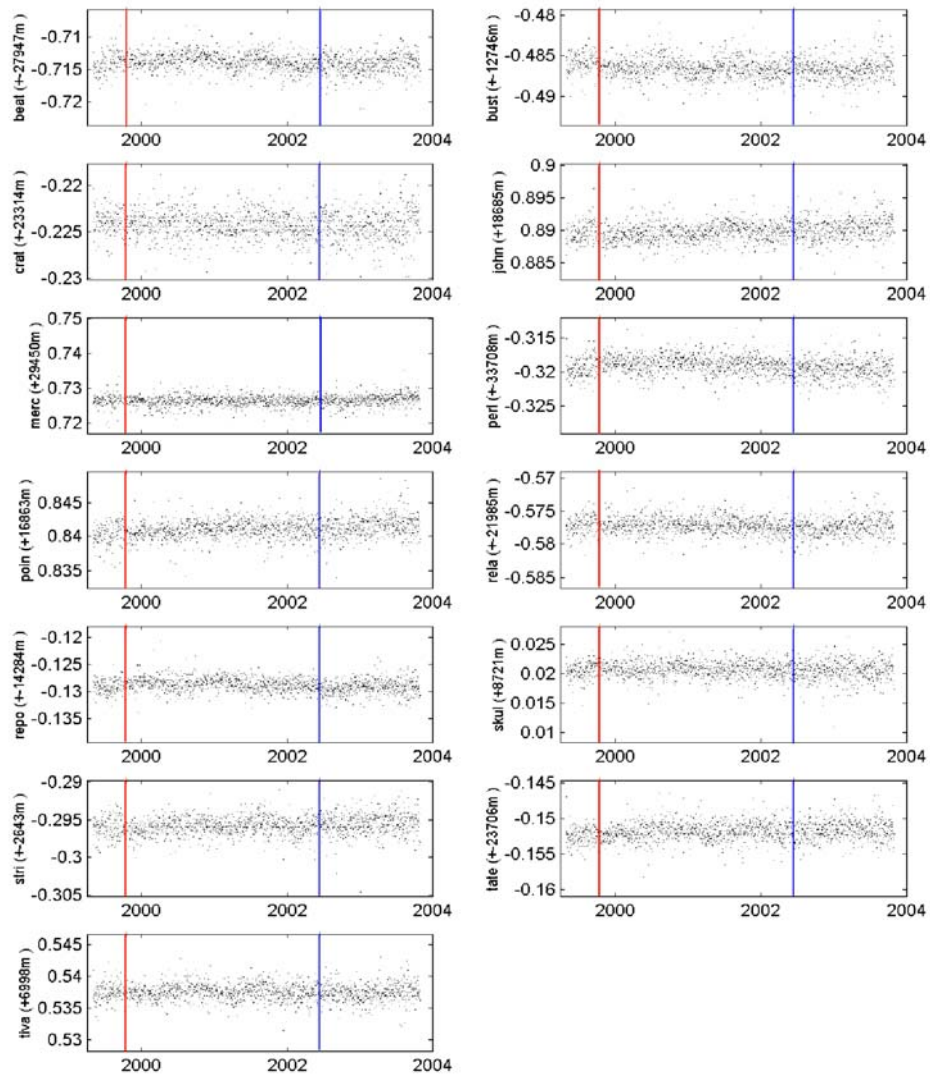 beat (+-27947m )
-0.71
-0.715
-0.72
2000 2002
bust (+-12746m )
-0.48
-0.485
-0.49
2000 2002 2004
crat (+-23314m )
-0.22
-0.225
-0.23
2000 2002 2004
john (+18685m )
0.9
0.895
0.89
0.885
2000 2002 2004
merc (+29450m )
0.75
0.74
0.73
0.72
2000 2002 2004
perl (+-33708m )
-0.315
-0.32
-0.325
2000 2002 2004
poin (+16863m )
0.845
0.84
0.835
2000 2002 2004
rela (+-21985m )
-0.57
-0.575
-0.58
-0.585
2000 2002 2004
repo (+-14284m )
-0.12
-0.125
-0.13
-0.135
2000 2002 2004
skul (+8721m )
0.025
0.02
0.015
0.01
2000 2002 2004
stri (+-2643m )
-0.29
-0.295
-0.3
-0.305
2000 2002 2004
tate (+-23706m )
-0.145
-0.15
-0.155
-0.16
2000 2002 2004
tiva (+6998m )
0.545
0.54
0.535
0.53
2000 2002 2004